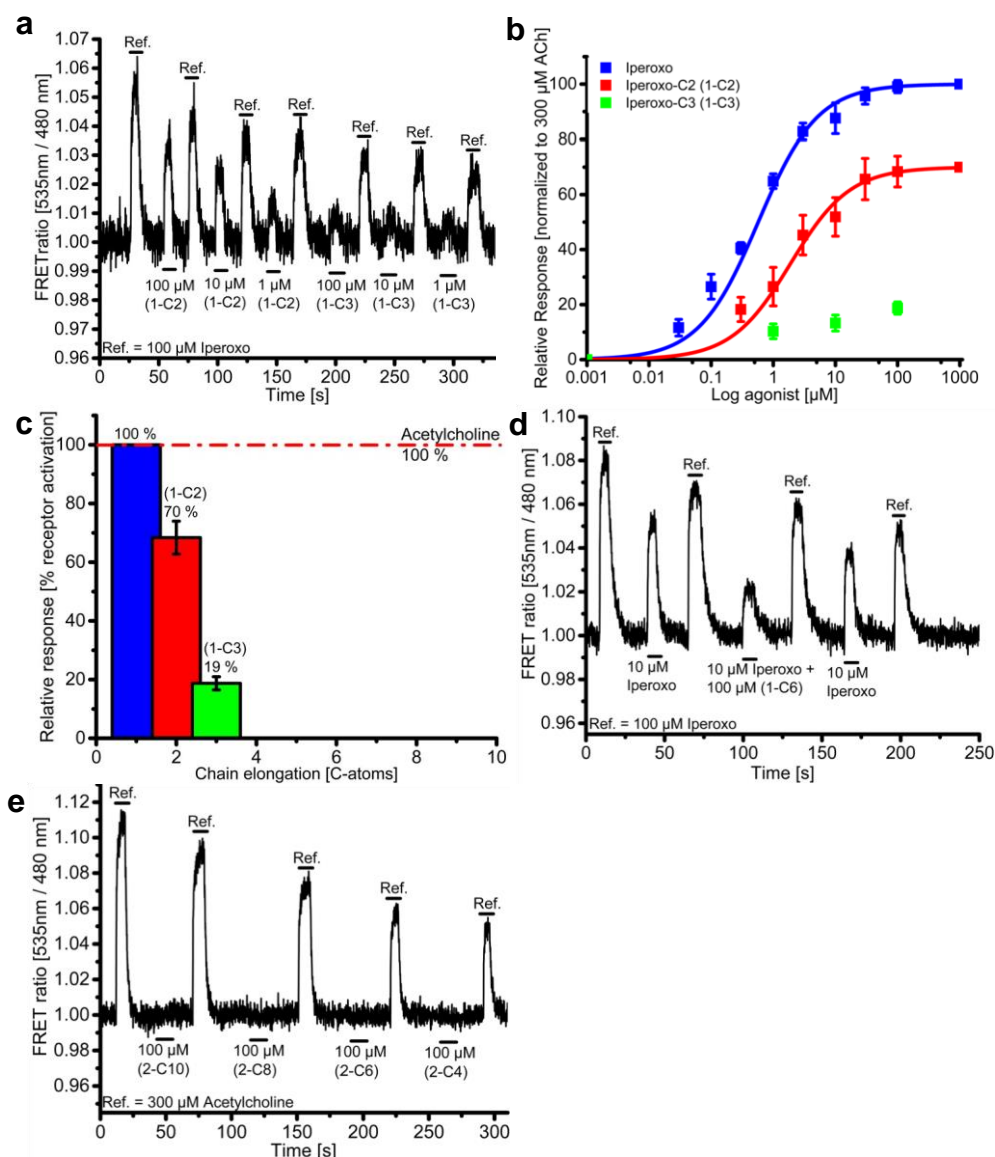 a
FRETratio [535nm / 480 nm]
1.07
1.06
1.05
1.04
1.03
1.02
1.01
1.00
0.99
0.98
0.97
0.96
Ref.
Ref.
Ref.
Ref.
Ref.
Ref.
Ref.
100 µM
(1-C2)
10 µM
(1-C2)
1 µM
(1-C2)
100 µM
(1-C3)
10 µM
(1-C3)
1 µM
(1-C3)
Ref. = 100 µM Iperoxo
0 50 100 150 200 250 300
Time [s]
b
Relative Response [normalized to 300 µM ACh]
100
80
60
40
20
0
Iperoxo
Iperoxo-C2 (1-C2)
Iperoxo-C3 (1-C3)
0.001 0.01 0.1 1 10 100 1000
Log agonist [µM]
c
Relative response [% receptor activation]
100
80
60
40
20
0
100 %
Acetylcholine
100 %
(1-C2)
70 %
(1-C3)
19 %
0 2 4 6 8 10
Chain elongation [C-atoms]
d
FRET ratio [535nm / 480 nm]
1.10
1.08
1.06
1.04
1.02
1.00
0.98
0.96
Ref.
Ref.
Ref.
Ref.
10 µM
Iperoxo
10 µM Iperoxo +
100 µM (1-C6)
10 µM
Iperoxo
Ref. = 100 µM Iperoxo
0 50 100 150 200 250
Time [s]
e
FRET ratio [535nm / 480 nm]
1.12
1.10
1.08
1.06
1.04
1.02
1.00
0.98
0.96
Ref.
Ref.
Ref.
Ref.
Ref.
100 µM
(2-C10)
100 µM
(2-C8)
100 µM
(2-C6)
100 µM
(2-C4)
Ref. = 300 µM Acetylcholine
0 50 100 150 200 250 300
Time [s]